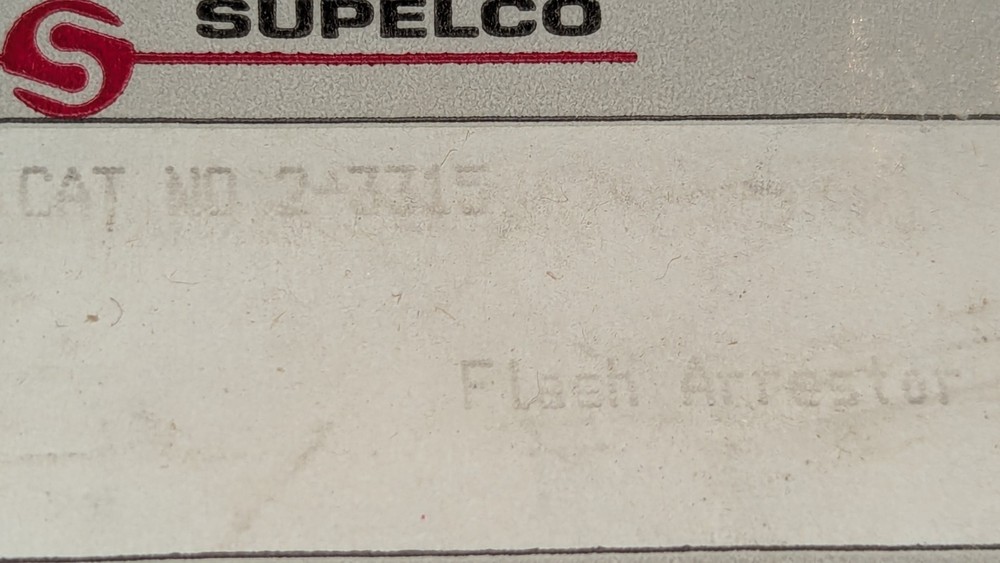 SUPELCO
CAT NO 2-3315
Flash Arrestor